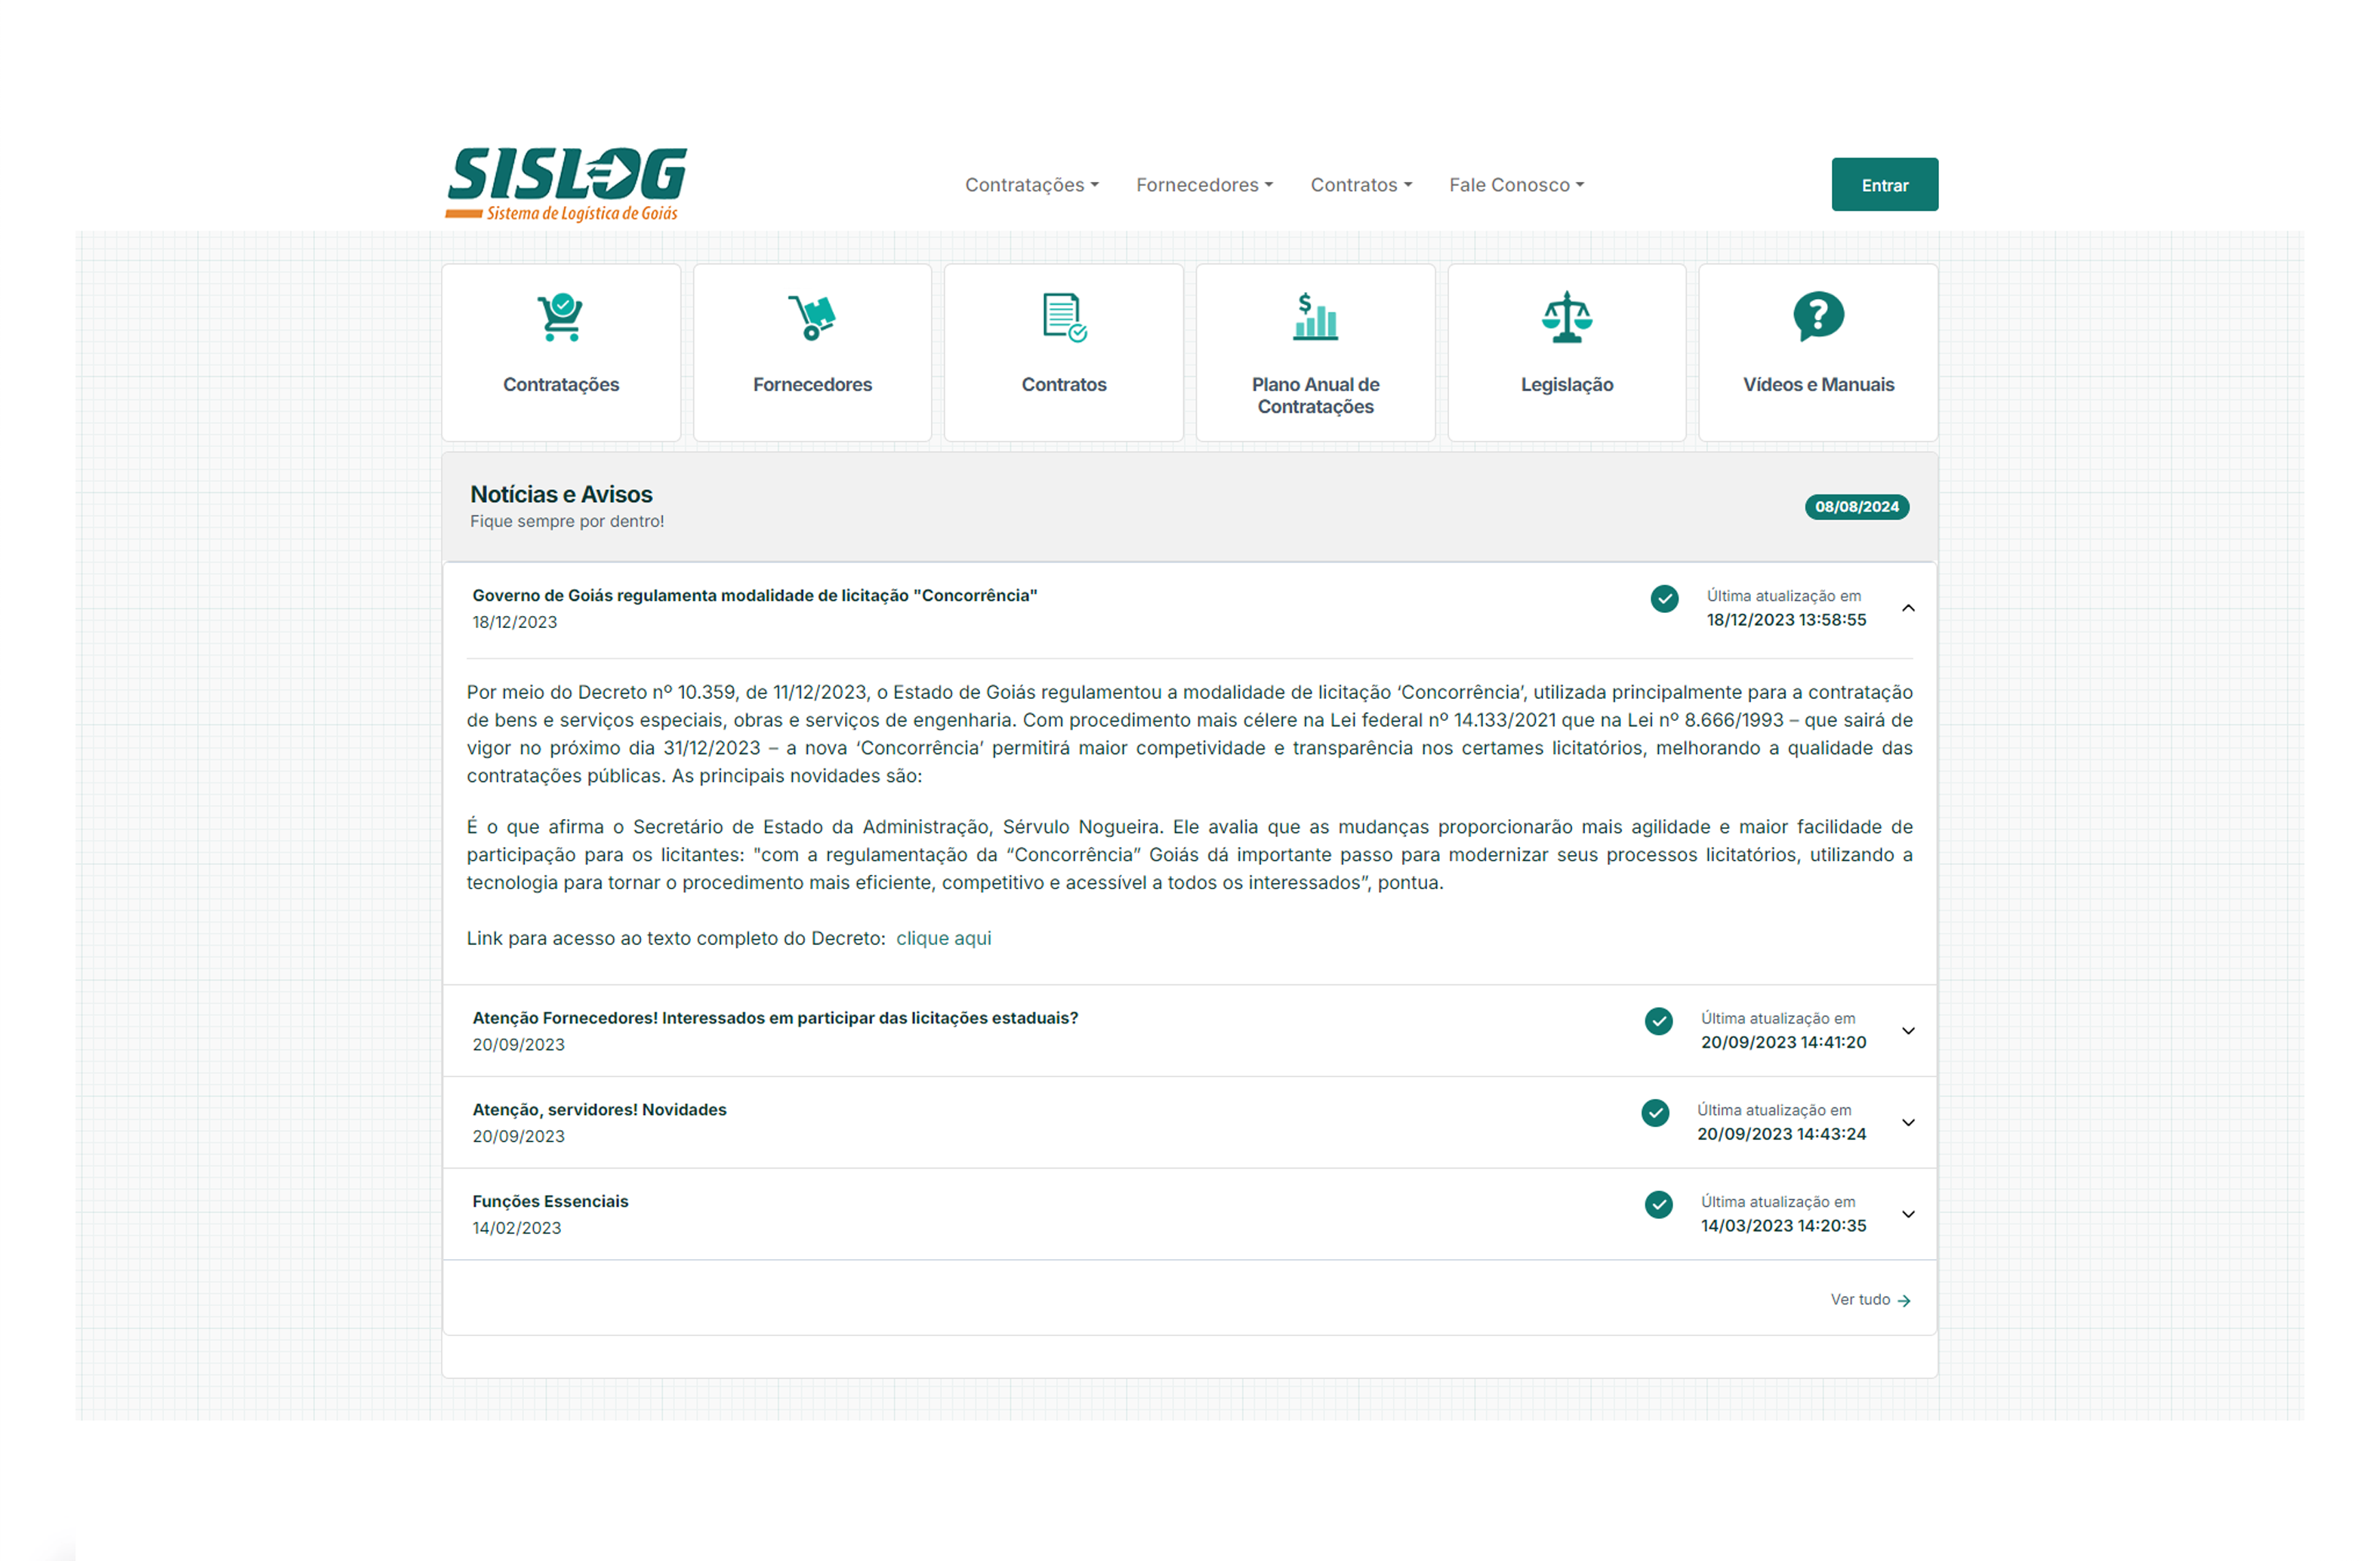 SISLOG
Sistema de Logística de Goiás
Contratações
Fornecedores
Contratos
Fale Conosco
Entrar
Contratações
Fornecedores
Contratos
Plano Anual de
Contratações
Legislação
Vídeos e Manuais
Notícias e Avisos
Fique sempre por dentro!
08/08/2024
Governo de Goiás regulamenta modalidade de licitação "Concorrência"
18/12/2023
Última atualização em
18/12/2023 13:58:55
Por meio do Decreto nº 10.359, de 11/12/2023, o Estado de Goiás regulamentou a modalidade de licitação ‘Concorrência’, utilizada principalmente para a contratação
de bens e serviços especiais, obras e serviços de engenharia. Com procedimento mais célere na Lei federal nº 14.133/2021 que na Lei nº 8.666/1993 – que sairá de
vigor no próximo dia 31/12/2023 – a nova ‘Concorrência’ permitirá maior competividade e transparência nos certames licitatórios, melhorando a qualidade das
contratações públicas. As principais novidades são:
É o que afirma o Secretário de Estado da Administração, Sérvulo Nogueira. Ele avalia que as mudanças proporcionarão mais agilidade e maior facilidade de
participação para os licitantes: "com a regulamentação da “Concorrência” Goiás dá importante passo para modernizar seus processos licitatórios, utilizando a
tecnologia para tornar o procedimento mais eficiente, competitivo e acessível a todos os interessados”, pontua.
Link para acesso ao texto completo do Decreto: clique aqui
Atenção Fornecedores! Interessados em participar das licitações estaduais?
20/09/2023
Última atualização em
20/09/2023 14:41:20
Atenção, servidores! Novidades
20/09/2023
Última atualização em
20/09/2023 14:43:24
Funções Essenciais
14/02/2023
Última atualização em
14/03/2023 14:20:35
Ver tudo